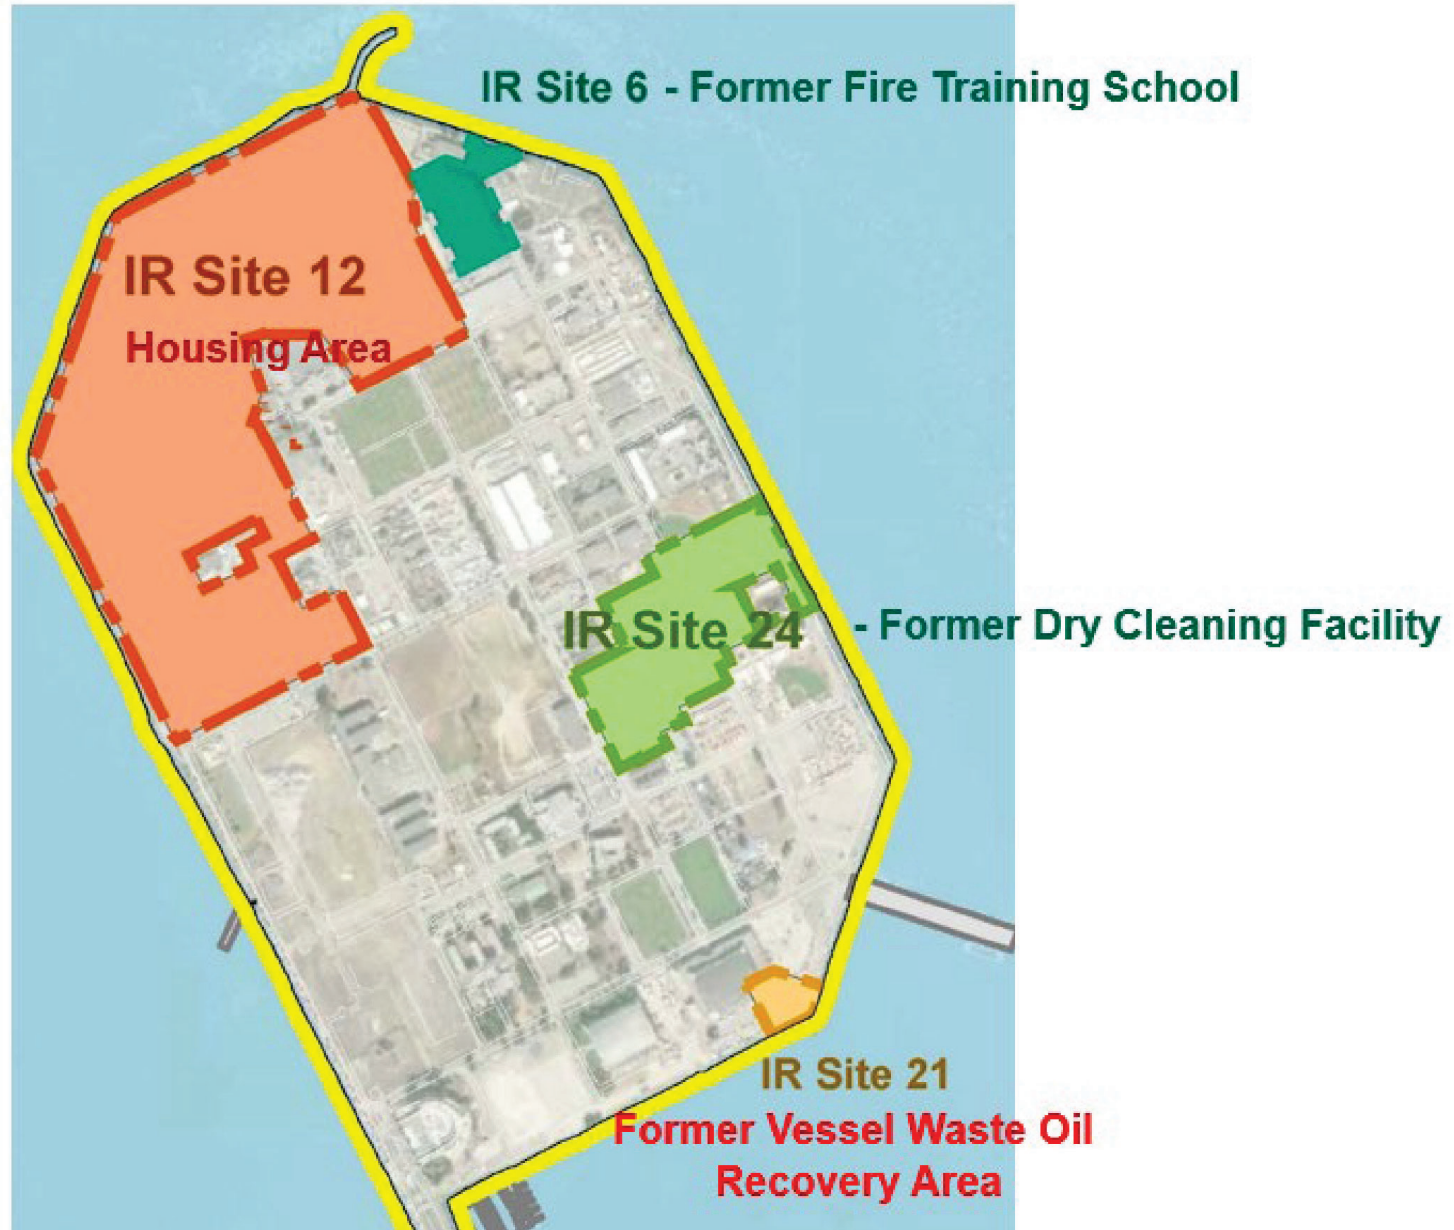 IR Site 6 - Former Fire Training School
IR Site 12
Housing Area
IR Site 24 - Former Dry Cleaning Facility
IR Site 21
Former Vessel Waste Oil
Recovery Area